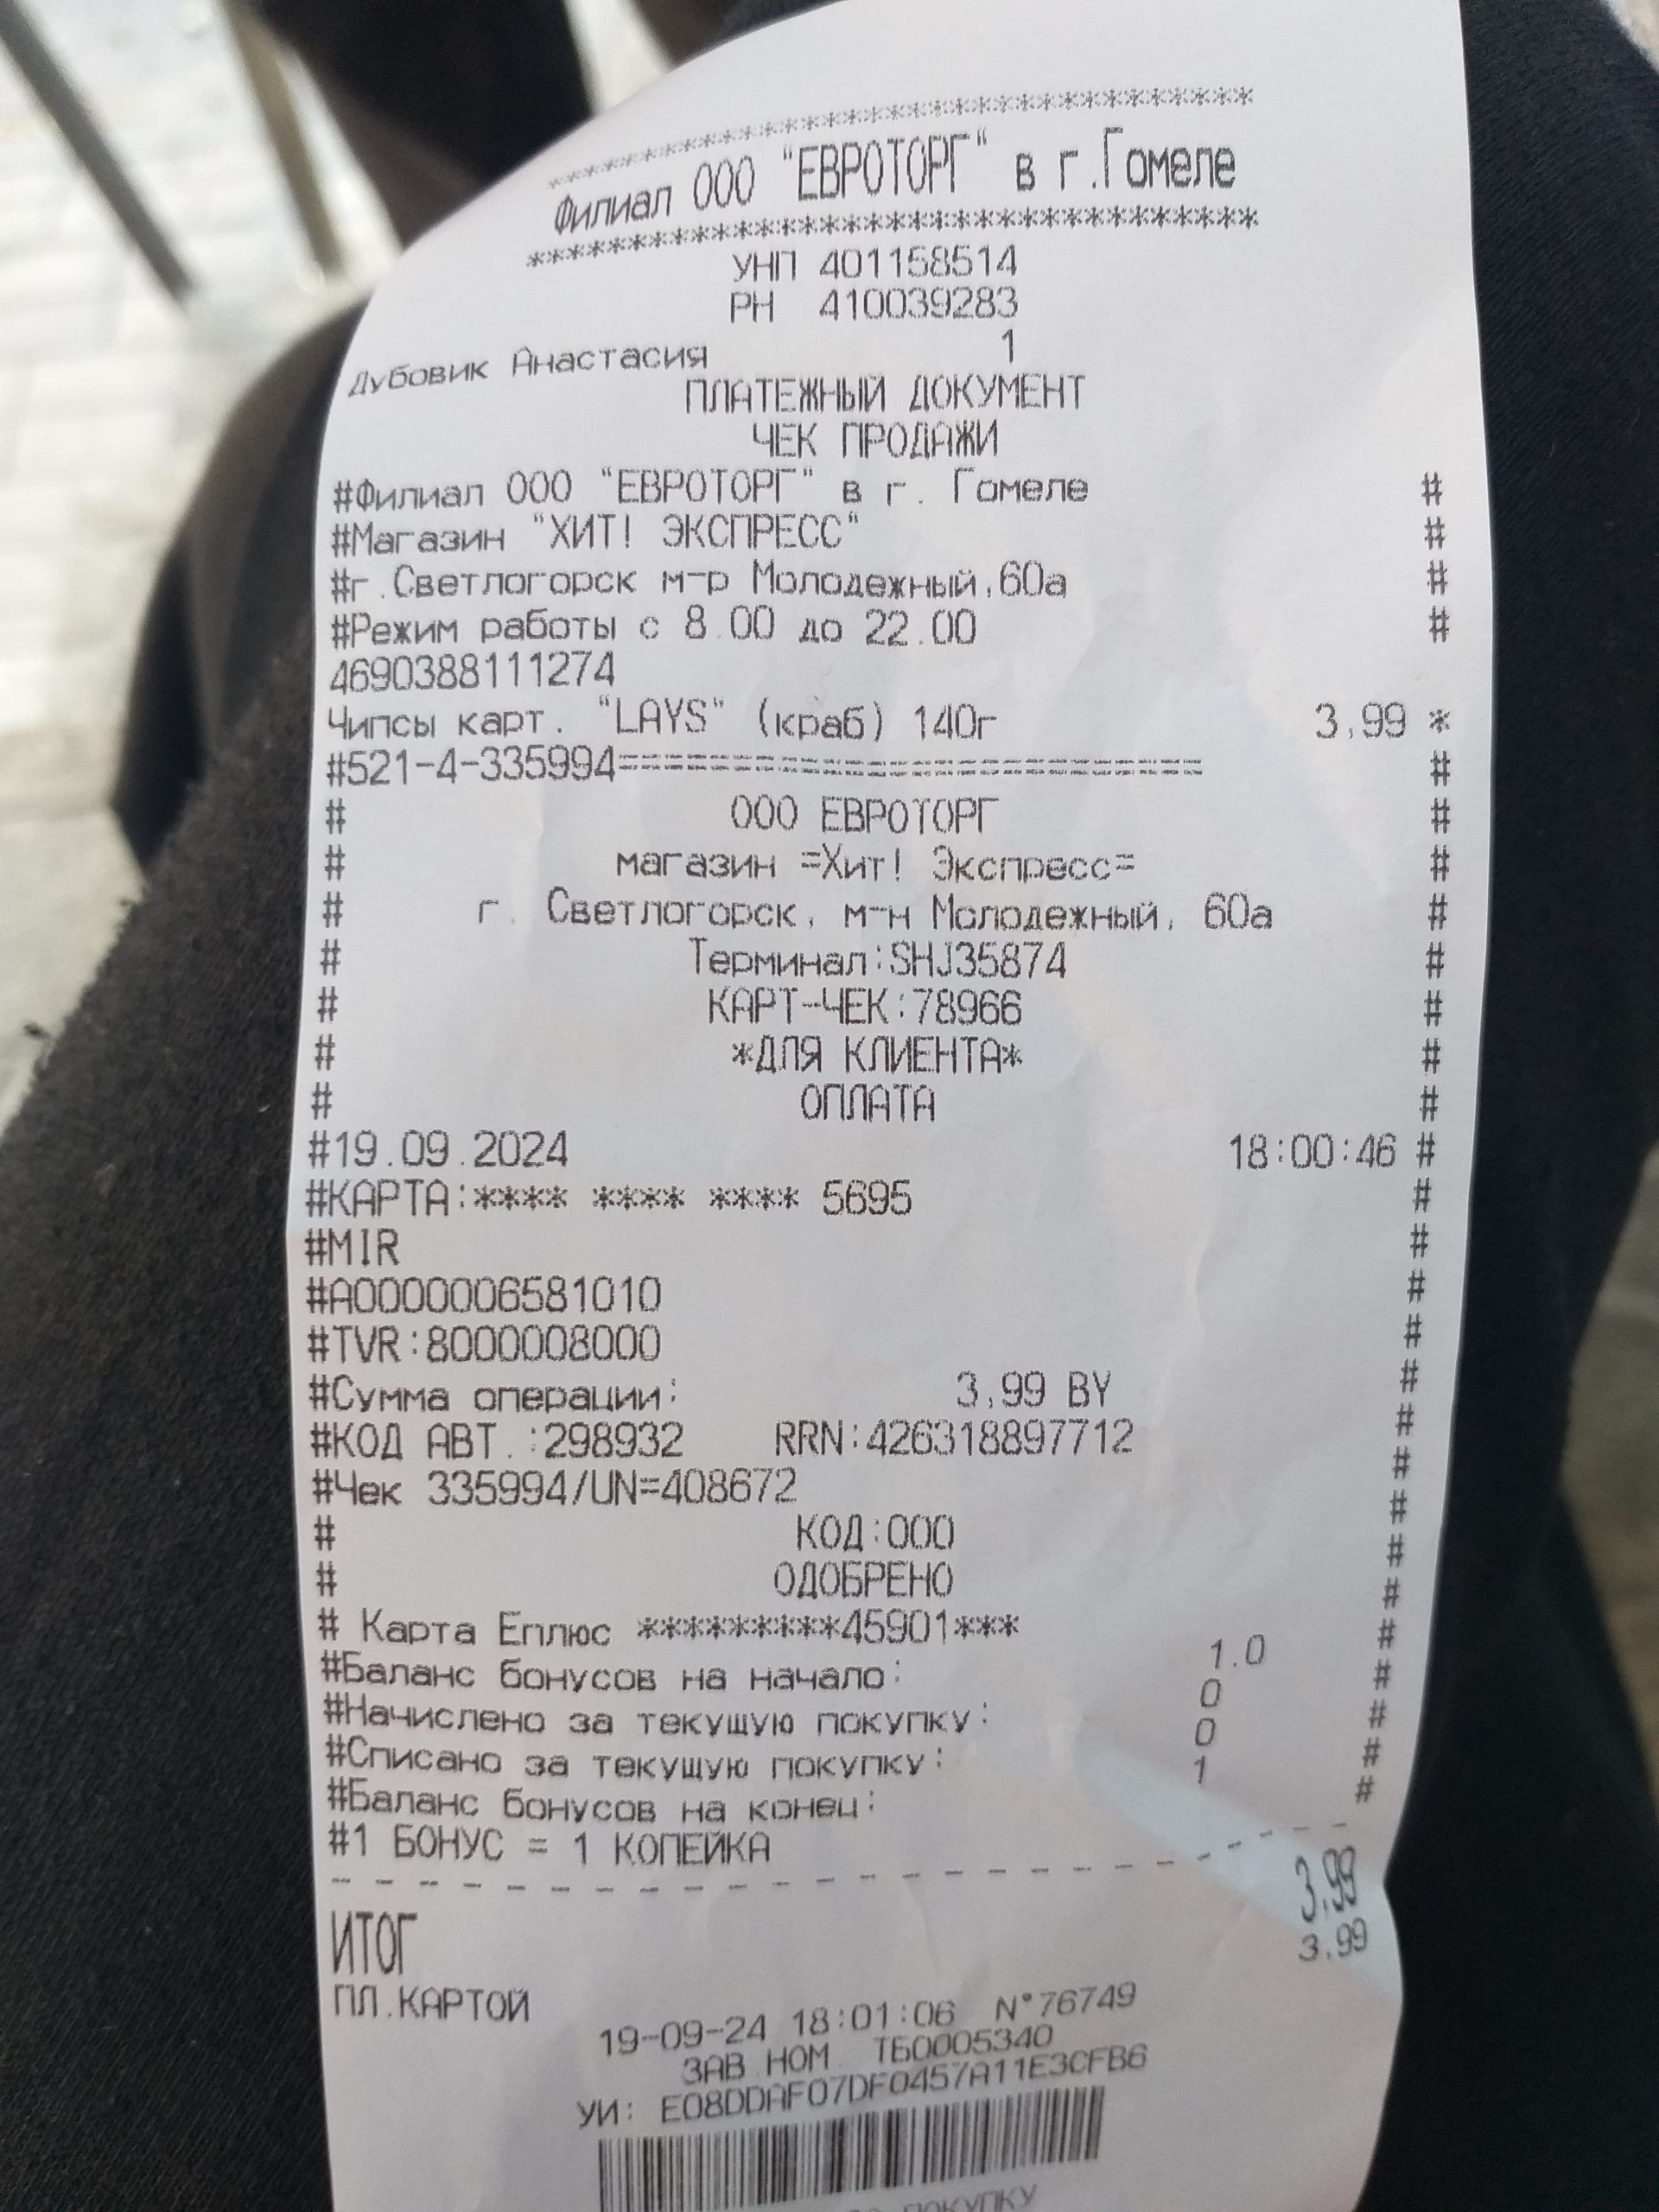 ********************************
Филиал ООО "ЕВРОТОРГ" в г.Гомеле
********************************
УНП 401158514
РН 410039283
Дубовик Анастасия 1
ПЛАТЕЖНЫЙ ДОКУМЕНТ
ЧЕК ПРОДАЖИ
#Филиал ООО "ЕВРОТОРГ" в г. Гомеле #
#Магазин "ХИТ! ЭКСПРЕСС" #
#г.Светлогорск м-р Молодежный,60а #
#Режим работы с 8.00 до 22.00 #
4690388111274
Чипсы карт. "LAYS" (краб) 140г 3,99 *
#521-4-335994========================== #
# ООО ЕВРОТОРГ #
# магазин =Хит! Экспресс= #
# г. Светлогорск, м-н Молодежный, 60а #
# Терминал:SHJ35874 #
# КАРТ-ЧЕК:78966 #
# *ДЛЯ КЛИЕНТА* #
# ОПЛАТА #
#19.09.2024 18:00:46 #
#КАРТА:**** **** **** 5695 #
#MIR #
#A0000006581010 #
#TVR:8000008000 #
#Сумма операции: 3,99 BY #
#КОД АВТ.:298932 RRN:426318897712 #
#Чек 335994/UN=408672 #
# КОД:000 #
# ОДОБРЕНО #
# Карта Еплюс *********45901*** #
#Баланс бонусов на начало: 1.0 #
#Начислено за текущую покупку: 0 #
#Списано за текущую покупку: 0 #
#Баланс бонусов на конец: 1 #
#1 БОНУС = 1 КОПЕЙКА
ИТОГ 3,99
ПЛ.КАРТОЙ 3,99
19-09-24 18:01:06 N°76749
ЗАВ.НОМ. ТБ0005340
УИ: E08DDAF07DF0457A11E3CFB6
покупку